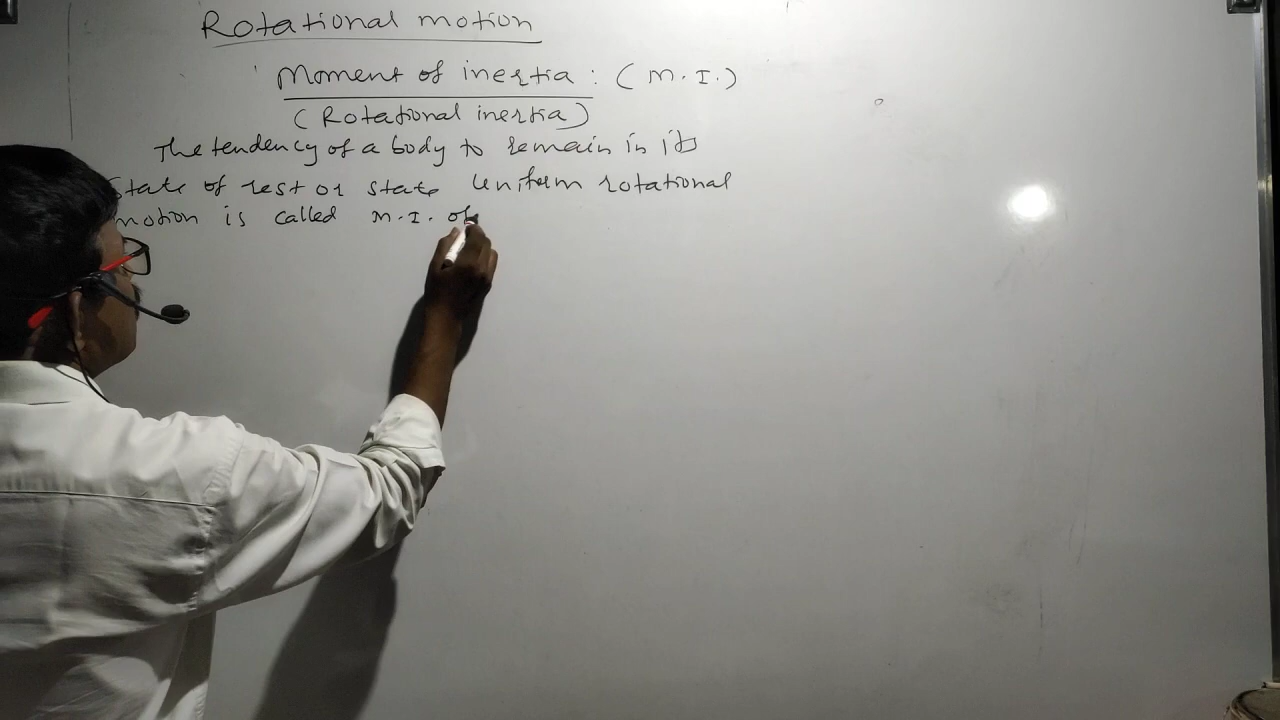 Rotational motion
Moment of inertia : (M.I.)
(Rotational inertia)
The tendency of a body to remain in its
State of rest or state Uniform rotational
motion is called M.I. of